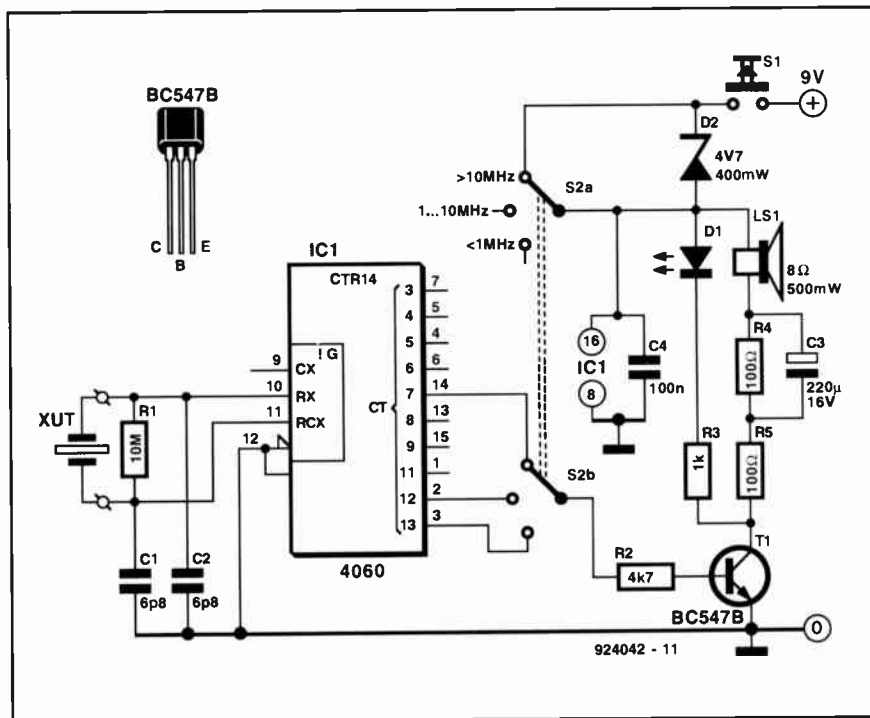 BC547B
C
B
E
S1
9V
+
D2
4V7
400mW
>10MHz
S2a
1...10MHz
<1MHz
LS1
8Ω
500mW
D1
IC1
CTR14
!G
9
CX
10
RX
11
RCX
12
CT
3
7
4
5
5
4
6
6
7
14
8
13
9
15
11
1
12
2
13
3
4060
XUT
R1
10M
C1
6p8
C2
6p8
16
IC1
8
C4
100n
R4
100Ω
C3
220µ
16V
R3
1k
R5
100Ω
S2b
R2
4k7
T1
BC547B
0
924042 - 11